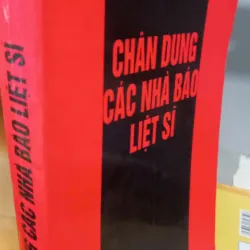 CHÂN DUNG
CÁC NHÀ BÁO
LIỆT SĨ
G CÁC NHÀ BÁO LIỆT SĨ